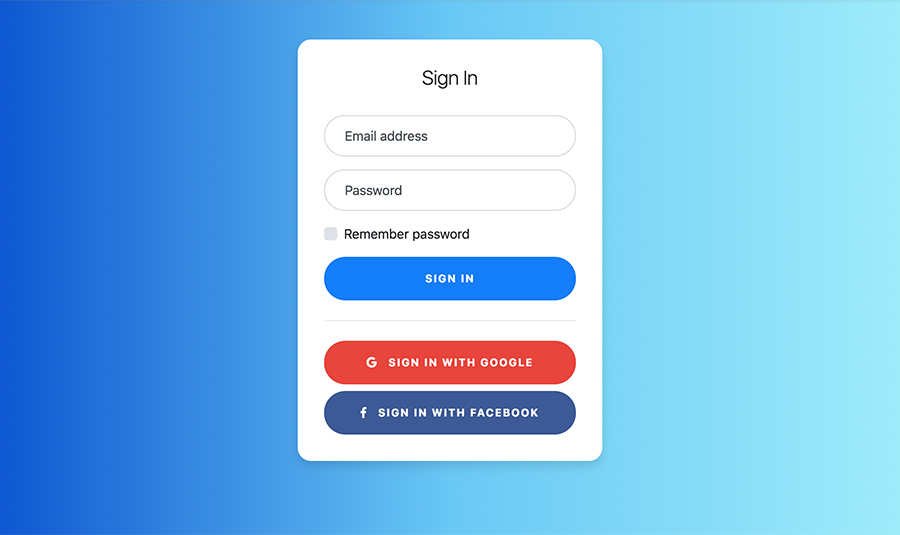 Sign In
Email address
Password
Remember password
SIGN IN
SIGN IN WITH GOOGLE
SIGN IN WITH FACEBOOK